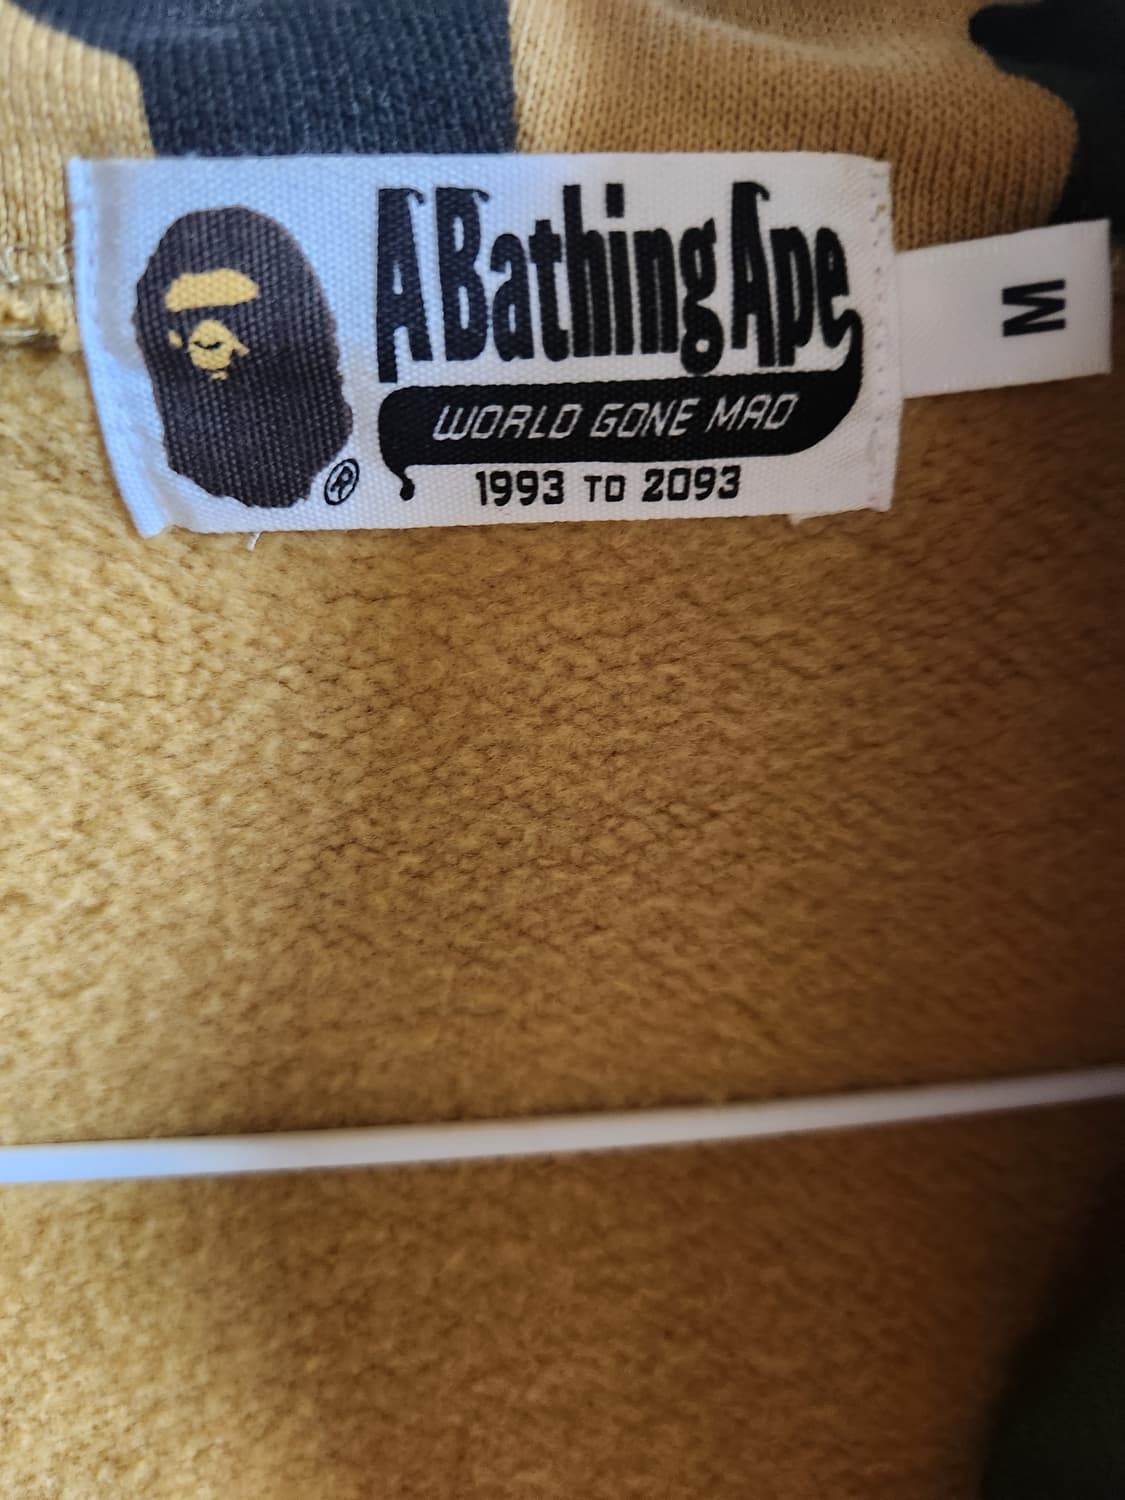 A Bathing Ape
WORLD GONE MAD
1993 TO 2093
®
M